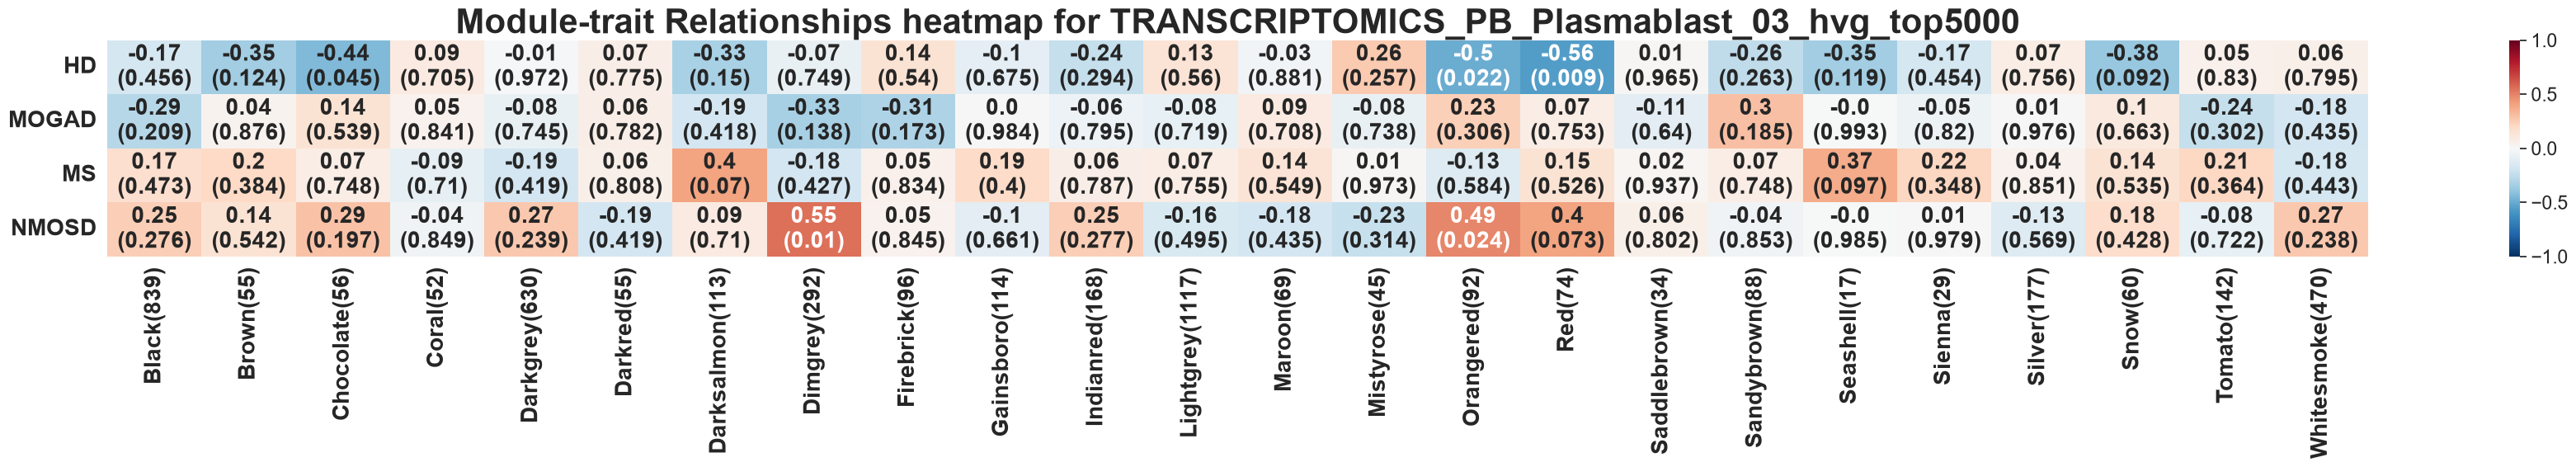 Module-trait Relationships heatmap for TRANSCRIPTOMICS_PB_Plasmablast_03_hvg_top5000
HD
-0.17 -0.35 -0.44 0.09 -0.01 0.07 -0.33 -0.07 0.14 -0.1 -0.24 0.13 -0.03 0.26 -0.5 -0.56 0.01 -0.26 -0.35 -0.17 0.07 -0.38 0.05 0.06
(0.456) (0.124) (0.045) (0.705) (0.972) (0.775) (0.15) (0.749) (0.54) (0.675) (0.294) (0.56) (0.881) (0.257) (0.022) (0.009) (0.965) (0.263) (0.119) (0.454) (0.756) (0.092) (0.83) (0.795)
MOGAD
-0.29 0.04 0.14 0.05 -0.08 0.06 -0.19 -0.33 -0.31 0.0 -0.06 -0.08 0.09 -0.08 0.23 0.07 -0.11 0.3 -0.0 -0.05 0.01 0.1 -0.24 -0.18
(0.209) (0.876) (0.539) (0.841) (0.745) (0.782) (0.418) (0.138) (0.173) (0.984) (0.795) (0.719) (0.708) (0.738) (0.306) (0.753) (0.64) (0.185) (0.993) (0.82) (0.976) (0.663) (0.302) (0.435)
MS
0.17 0.2 0.07 -0.09 -0.19 0.06 0.4 -0.18 0.05 0.19 0.06 0.07 0.14 0.01 -0.13 0.15 0.02 0.07 0.37 0.22 0.04 0.14 0.21 -0.18
(0.473) (0.384) (0.748) (0.71) (0.419) (0.808) (0.07) (0.427) (0.834) (0.4) (0.787) (0.755) (0.549) (0.973) (0.584) (0.526) (0.937) (0.748) (0.097) (0.348) (0.851) (0.535) (0.364) (0.443)
NMOSD
0.25 0.14 0.29 -0.04 0.27 -0.19 0.09 0.55 0.05 -0.1 0.25 -0.16 -0.18 -0.23 0.49 0.4 0.06 -0.04 -0.0 0.01 -0.13 0.18 -0.08 0.27
(0.276) (0.542) (0.197) (0.849) (0.239) (0.419) (0.71) (0.01) (0.845) (0.661) (0.277) (0.495) (0.435) (0.314) (0.024) (0.073) (0.802) (0.853) (0.985) (0.979) (0.569) (0.428) (0.722) (0.238)
Black(839)
Brown(55)
Chocolate(56)
Coral(52)
Darkgrey(630)
Darkred(55)
Darksalmon(113)
Dimgrey(292)
Firebrick(96)
Gainsboro(114)
Indianred(168)
Lightgrey(1117)
Maroon(69)
Mistyrose(45)
Orangered(92)
Red(74)
Saddlebrown(34)
Sandybrown(88)
Seashell(17)
Sienna(29)
Silver(177)
Snow(60)
Tomato(142)
Whitesmoke(470)
1.0
0.5
0.0
−0.5
−1.0